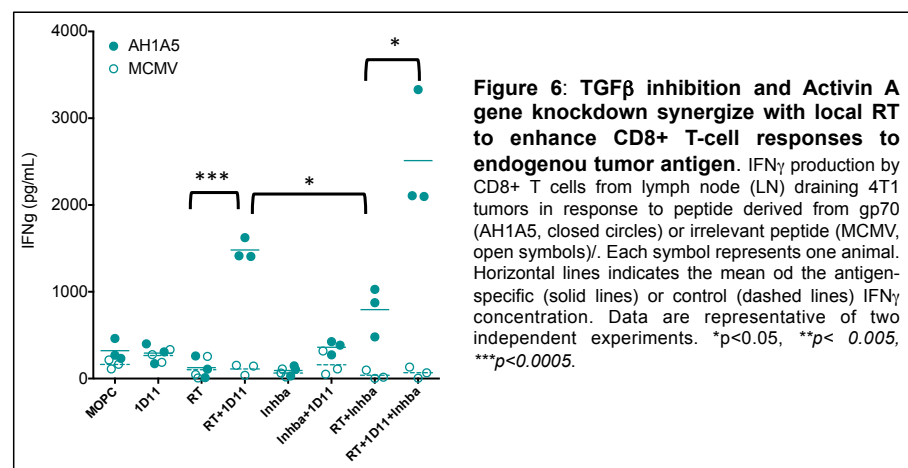 4000
3000
2000
1000
0
IFNg (pg/mL)
AH1A5
MCMV
***
*
*
MOPC
1D11
RT
RT+1D11
Inhba
Inhba+1D11
RT+Inhba
RT+1D11+Inhba
Figure 6: TGFβ inhibition and Activin A
gene knockdown synergize with local RT
to enhance CD8+ T-cell responses to
endogenou tumor antigen. IFNγ production by
CD8+ T cells from lymph node (LN) draining 4T1
tumors in response to peptide derived from gp70
(AH1A5, closed circles) or irrelevant peptide (MCMV,
open symbols)/. Each symbol represents one animal.
Horizontal lines indicates the mean od the antigen-
specific (solid lines) or control (dashed lines) IFNγ
concentration. Data are representative of two
independent experiments. *p<0.05, **p< 0.005,
***p<0.0005.